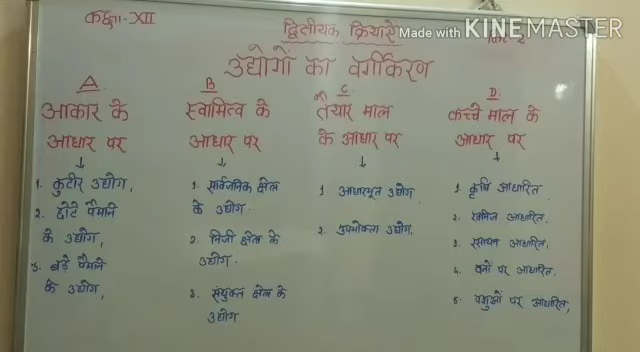 कक्षा-XII
द्वितीयक क्रियाऐं
Made with KINEMASTER
उद्योगों का वर्गीकरण
A
आकार के
आधार पर
1. कुटीर उद्योग,
2. छोटे पैमाने
के उद्योग,
3. बड़े पैमाने
के उद्योग,
B
स्वामित्व के
आधार पर
1. सार्वजनिक क्षेत्र
के उद्योग.
2. निजी क्षेत्र के
उद्योग.
3. संयुक्त क्षेत्र के
उद्योग
C
तैयार माल
के आधार पर
1. आधारभूत उद्योग
2. उपभोक्ता उद्योग,
D.
कच्चे माल के
आधार पर
1. कृषि आधारित
2. खनिज आधारित,
3. रसायन आधारित,
4. वनों पर आधारित.
5. पशुओं पर आधारित,